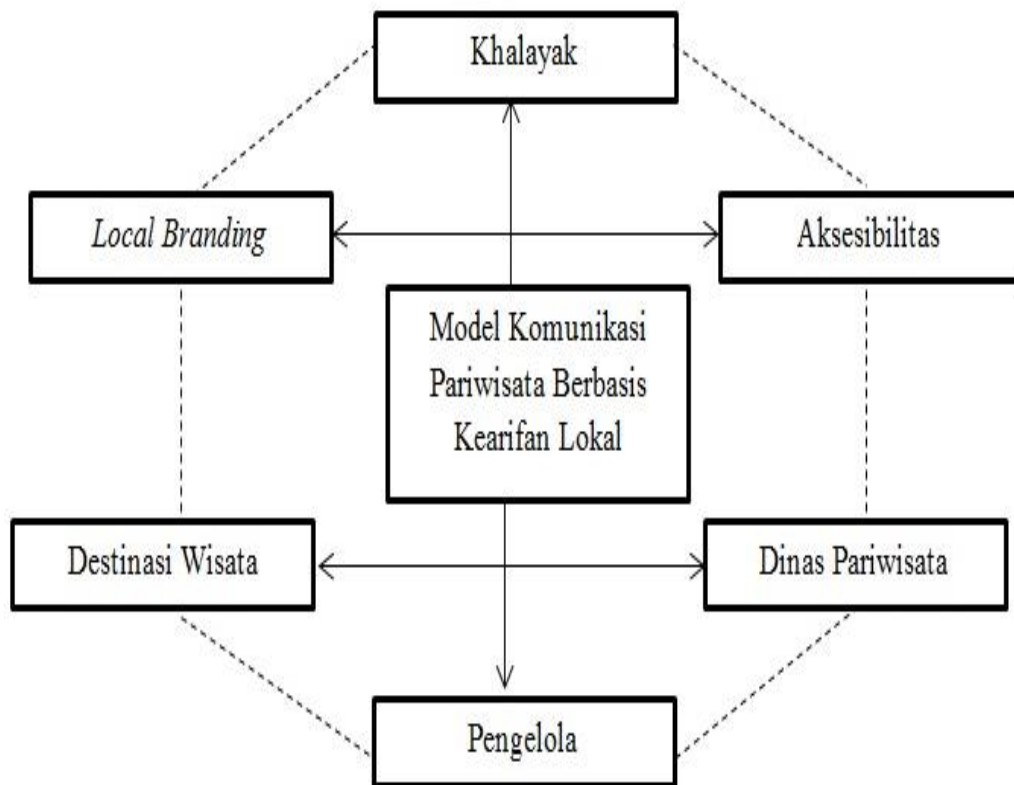 Khalayak
Local Branding
Aksesibilitas
Model Komunikasi
Pariwisata Berbasis
Kearifan Lokal
Destinasi Wisata
Dinas Pariwisata
Pengelola